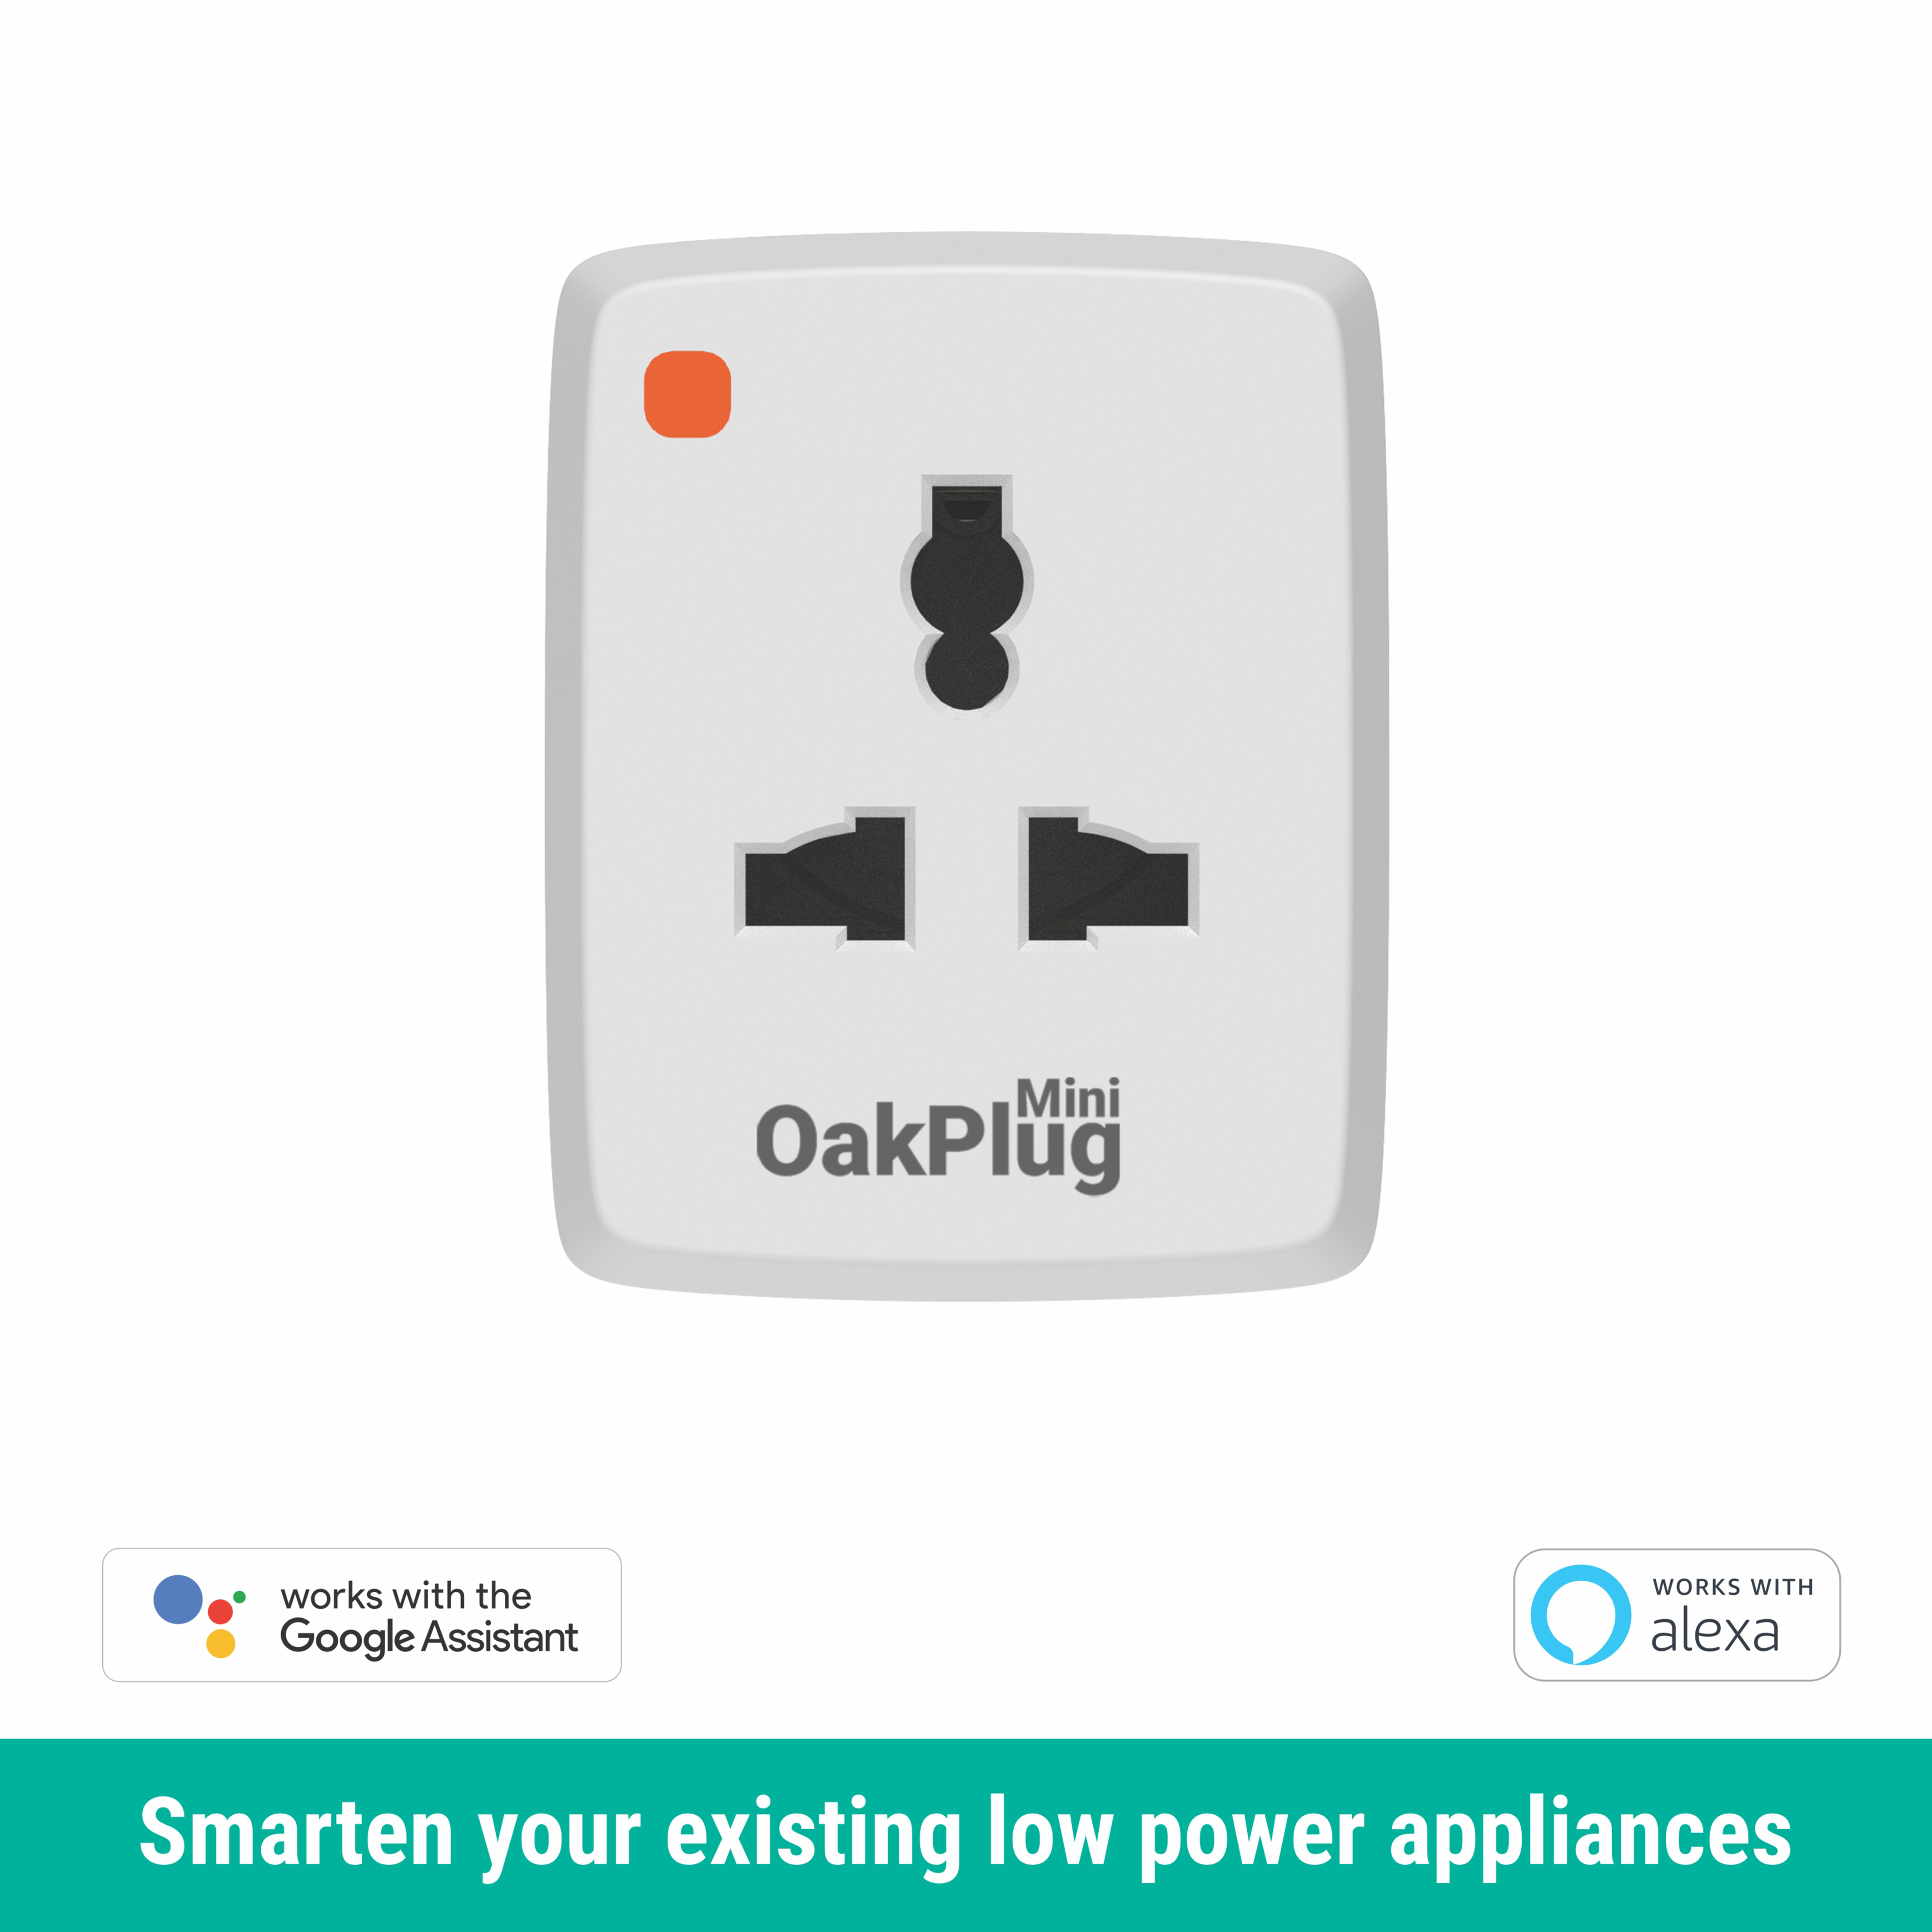 Mini
OakPlug
works with the
Google Assistant
WORKS WITH
alexa
Smarten your existing low power appliances